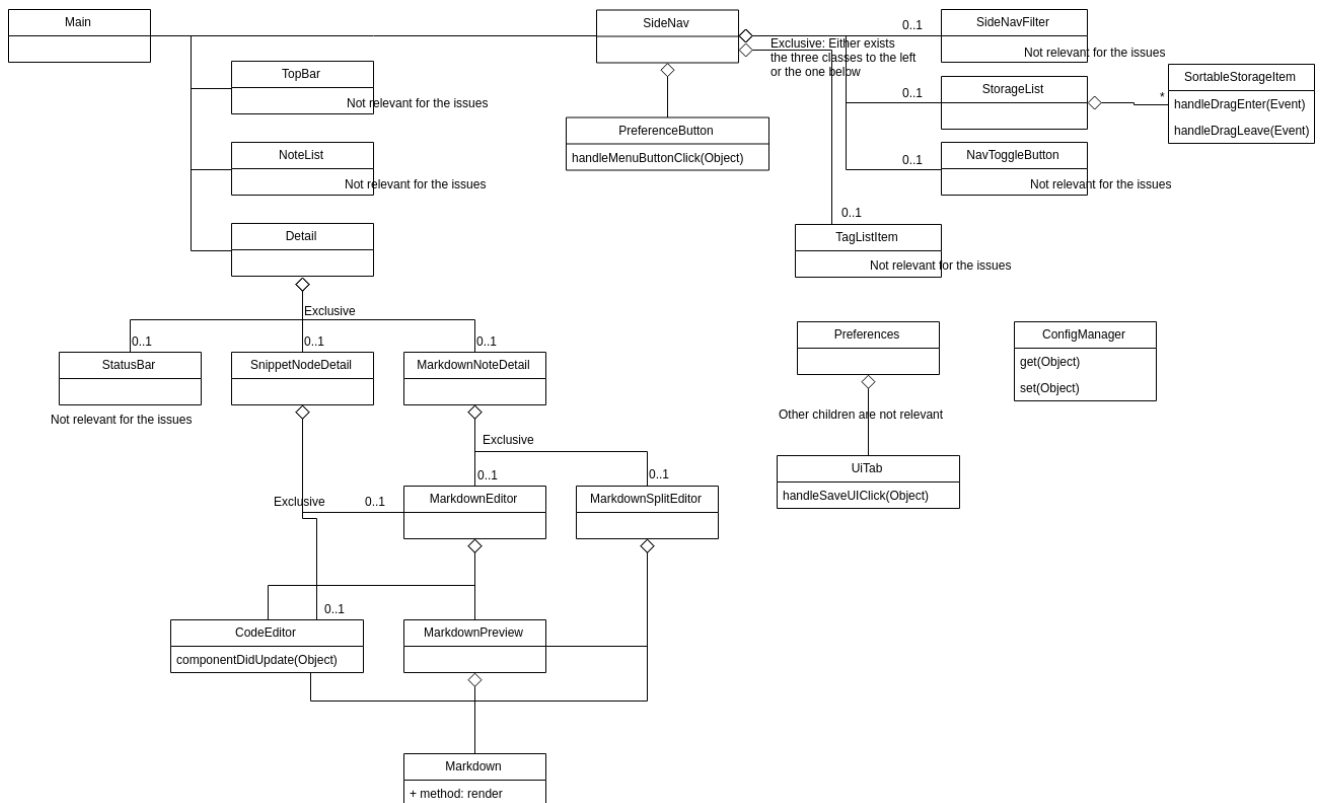 Main
SideNav
0..1
SideNavFilter
Not relevant for the issues
Exclusive: Either exists
the three classes to the left
or the one below
TopBar
Not relevant for the issues
PreferenceButton
handleMenuButtonClick(Object)
0..1
StorageList
*
SortableStorageItem
handleDragEnter(Event)
handleDragLeave(Event)
NoteList
Not relevant for the issues
0..1
NavToggleButton
Not relevant for the issues
0..1
TagListItem
Not relevant for the issues
Detail
Exclusive
0..1
0..1
0..1
StatusBar
Not relevant for the issues
SnippetNodeDetail
MarkdownNoteDetail
Preferences
Other children are not relevant
ConfigManager
get(Object)
set(Object)
UiTab
handleSaveUIClick(Object)
Exclusive
0..1
0..1
Exclusive
0..1
MarkdownEditor
MarkdownSplitEditor
0..1
CodeEditor
componentDidUpdate(Object)
MarkdownPreview
Markdown
+ method: render